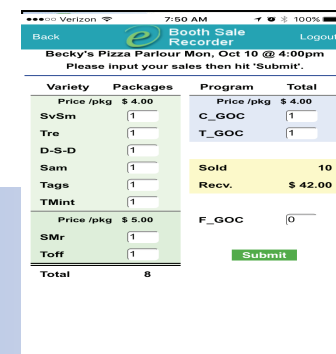 ●●●○○ Verizon 7:50 AM 100%
Back e Booth Sale Recorder Logout
Becky's Pizza Parlour Mon, Oct 10 @ 4:00pm
Please input your sales then hit 'Submit'.
Variety Packages Program Total
Price /pkg $ 4.00 Price /pkg $ 4.00
SvSm 1 C_GOC 1
Tre 1 T_GOC 1
D-S-D 1
Sam 1 Sold 10
Tags 1 Recv. $ 42.00
TMint 1
Price /pkg $ 5.00 F_GOC 0
SMr 1
Toff 1 Submit
Total 8